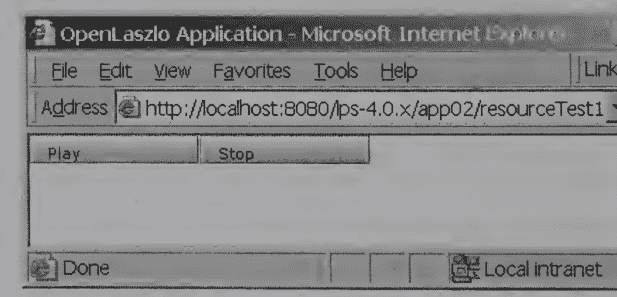 OpenLaszlo Application - Microsoft Internet Explorer
File Edit View Favorites Tools Help Link
Address http://localhost:8080/lps-4.0.x/app02/resourceTest1
Play Stop
Done Local intranet